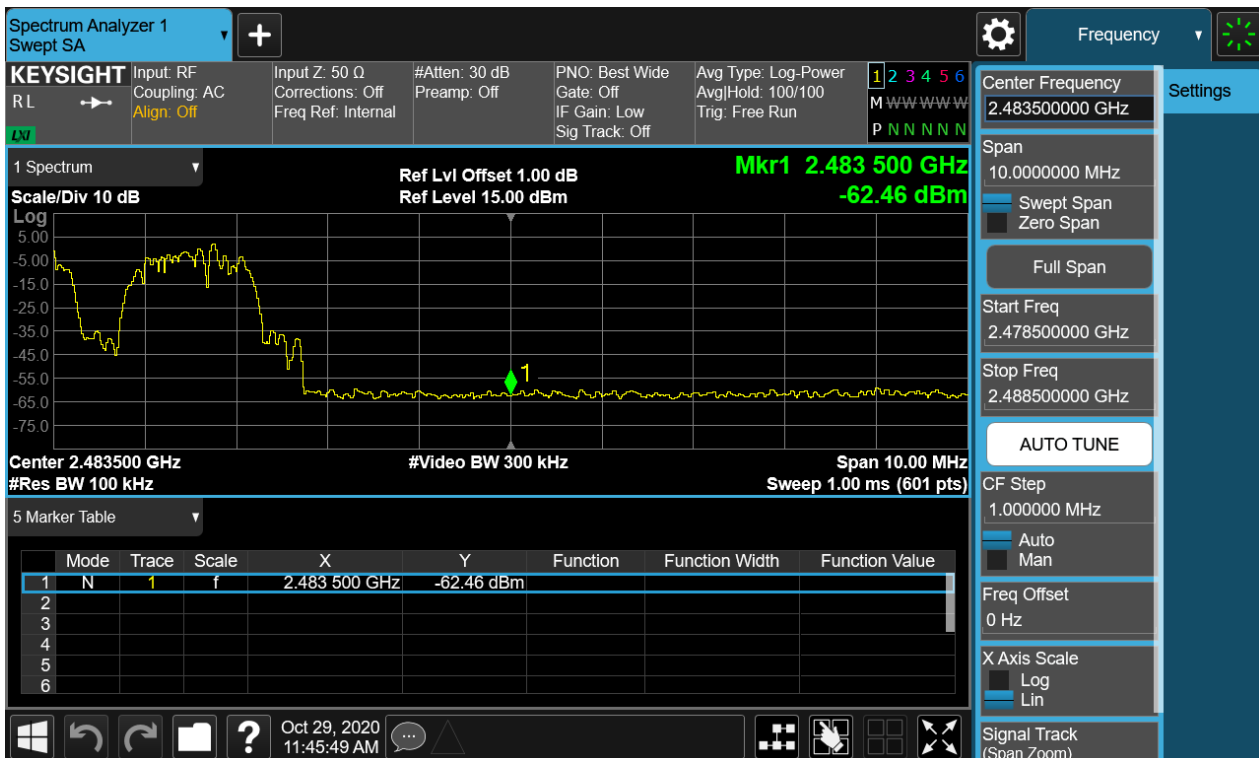 Spectrum Analyzer 1
Swept SA
Frequency
KEYSIGHT
R L
LXI
Input: RF
Coupling: AC
Align: Off
Input Z: 50 Ω
Corrections: Off
Freq Ref: Internal
#Atten: 30 dB
Preamp: Off
PNO: Best Wide
Gate: Off
IF Gain: Low
Sig Track: Off
Avg Type: Log-Power
Avg|Hold: 100/100
Trig: Free Run
1 2 3 4 5 6
M W W W W W
P N N N N N
1 Spectrum
Scale/Div 10 dB
Ref Lvl Offset 1.00 dB
Ref Level 15.00 dBm
Mkr1 2.483 500 GHz
-62.46 dBm
Log
5.00
-5.00
-15.0
-25.0
-35.0
-45.0
-55.0
-65.0
-75.0
1
Center 2.483500 GHz
#Res BW 100 kHz
#Video BW 300 kHz
Span 10.00 MHz
Sweep 1.00 ms (601 pts)
5 Marker Table
Mode Trace Scale X Y Function Function Width Function Value
1 N 1 f 2.483 500 GHz -62.46 dBm
2
3
4
5
6
Oct 29, 2020
11:45:49 AM
?
Center Frequency
2.483500000 GHz
Span
10.0000000 MHz
Swept Span
Zero Span
Full Span
Start Freq
2.478500000 GHz
Stop Freq
2.488500000 GHz
AUTO TUNE
CF Step
1.000000 MHz
Auto
Man
Freq Offset
0 Hz
X Axis Scale
Log
Lin
Signal Track
(Span Zoom)
Settings